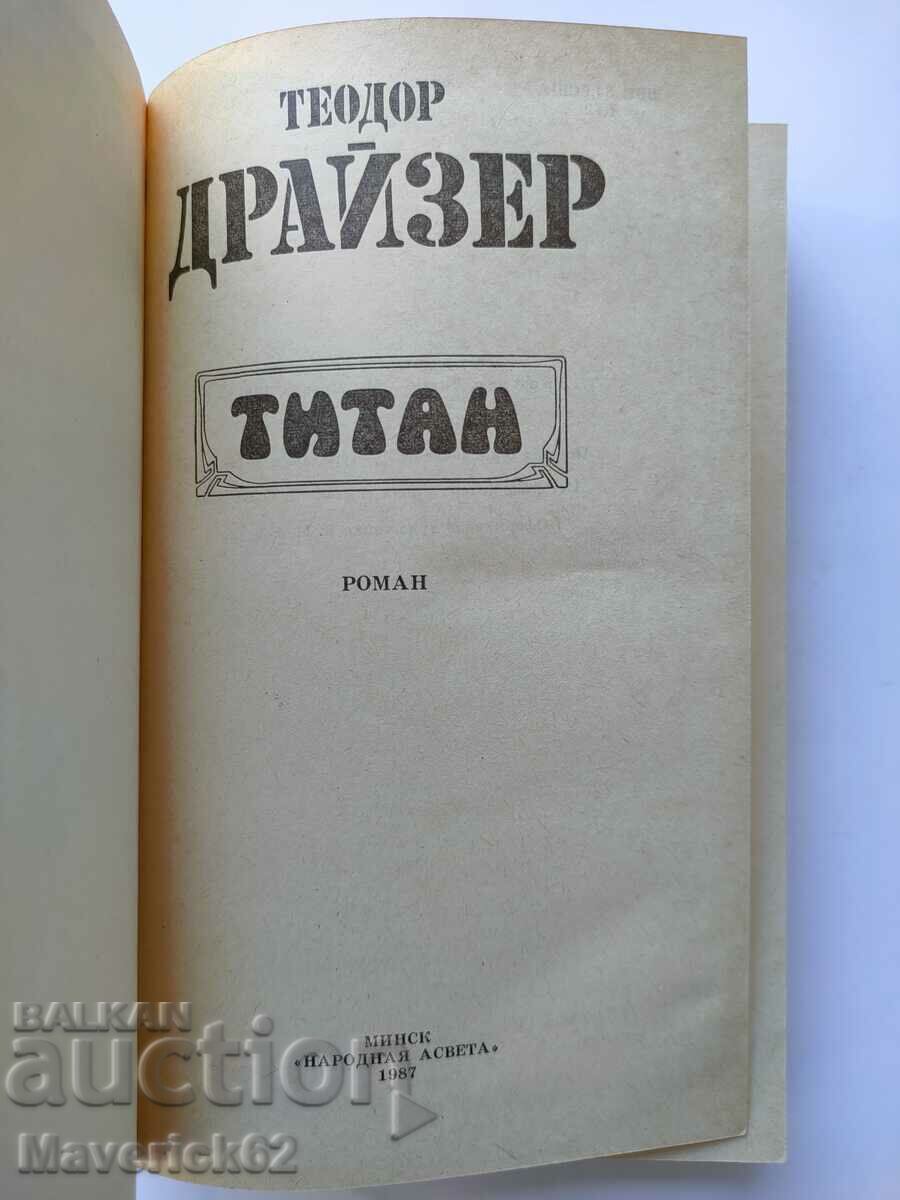 ТЕОДОР
ДРАЙЗЕР
ТИТАН
РОМАН
МИНСК
«НАРОДНАЯ АСВЕТА»
1987
BALKAN
auction
Maverick62